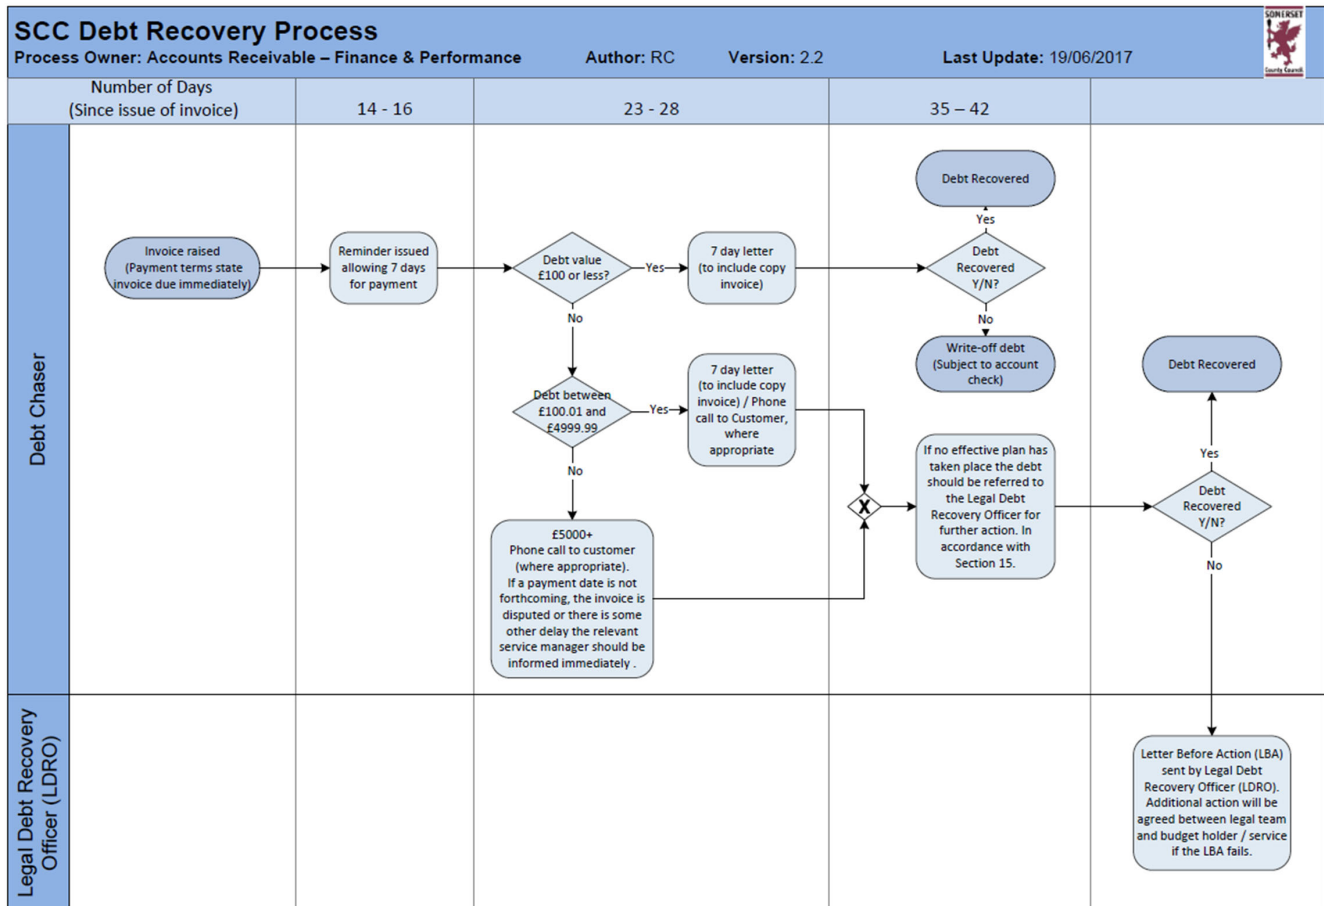 SCC Debt Recovery Process
Process Owner: Accounts Receivable – Finance & Performance Author: RC Version: 2.2 Last Update: 19/06/2017
SOMERSET
County Council
Number of Days
(Since issue of invoice)
14 - 16
23 - 28
35 – 42
Debt Chaser
Invoice raised
(Payment terms state
invoice due immediately)
Reminder issued
allowing 7 days
for payment
Debt value
£100 or less?
Yes
7 day letter
(to include copy
invoice)
Debt
Recovered
Y/N?
Yes
Debt Recovered
No
Write-off debt
(Subject to account
check)
No
Debt between
£100.01 and
£4999.99
Yes
7 day letter
(to include copy
invoice) / Phone
call to Customer,
where
appropriate
No
£5000+
Phone call to customer
(where appropriate).
If a payment date is not
forthcoming, the invoice is
disputed or there is some
other delay the relevant
service manager should be
informed immediately .
X
If no effective plan has
taken place the debt
should be referred to
the Legal Debt
Recovery Officer for
further action. In
accordance with
Section 15.
Debt
Recovered
Y/N?
Yes
Debt Recovered
No
Legal Debt Recovery
Officer (LDRO)
Letter Before Action (LBA)
sent by Legal Debt
Recovery Officer (LDRO).
Additional action will be
agreed between legal team
and budget holder / service
if the LBA fails.